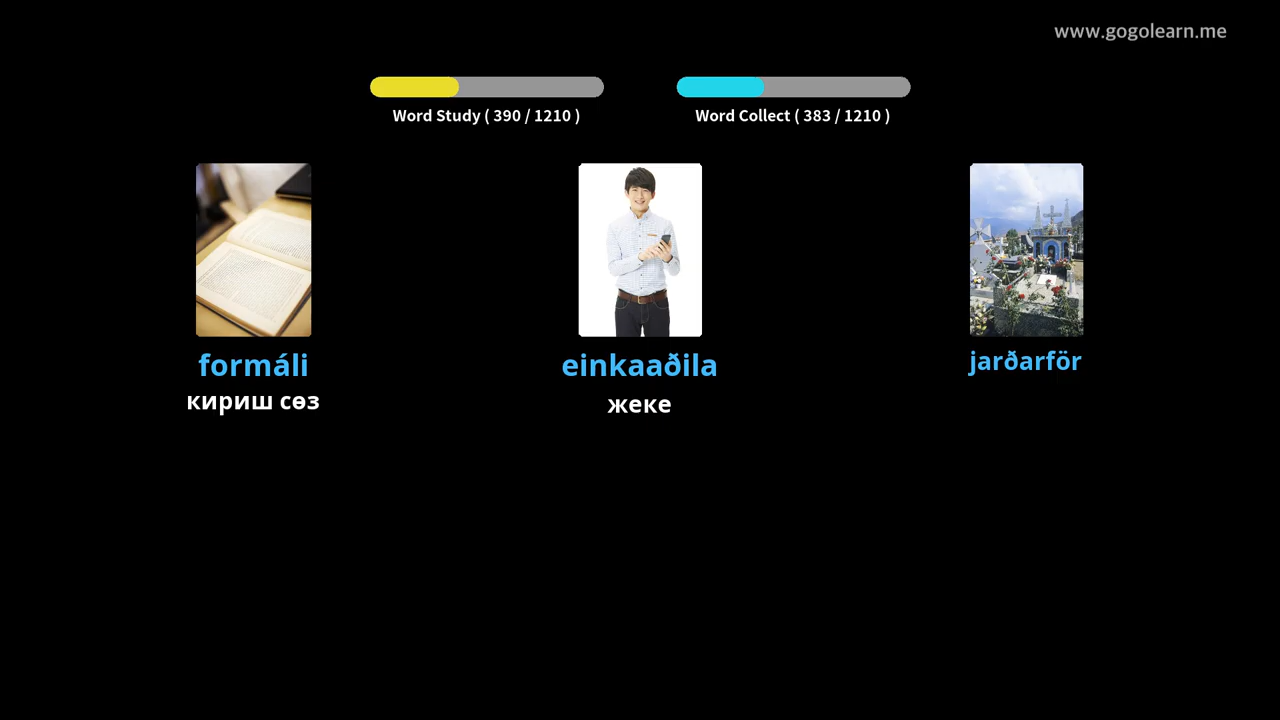 www.gogolearn.me
Word Study ( 390 / 1210 )
Word Collect ( 383 / 1210 )
formáli
кириш сөз
einkaaðila
жеке
jarðarför